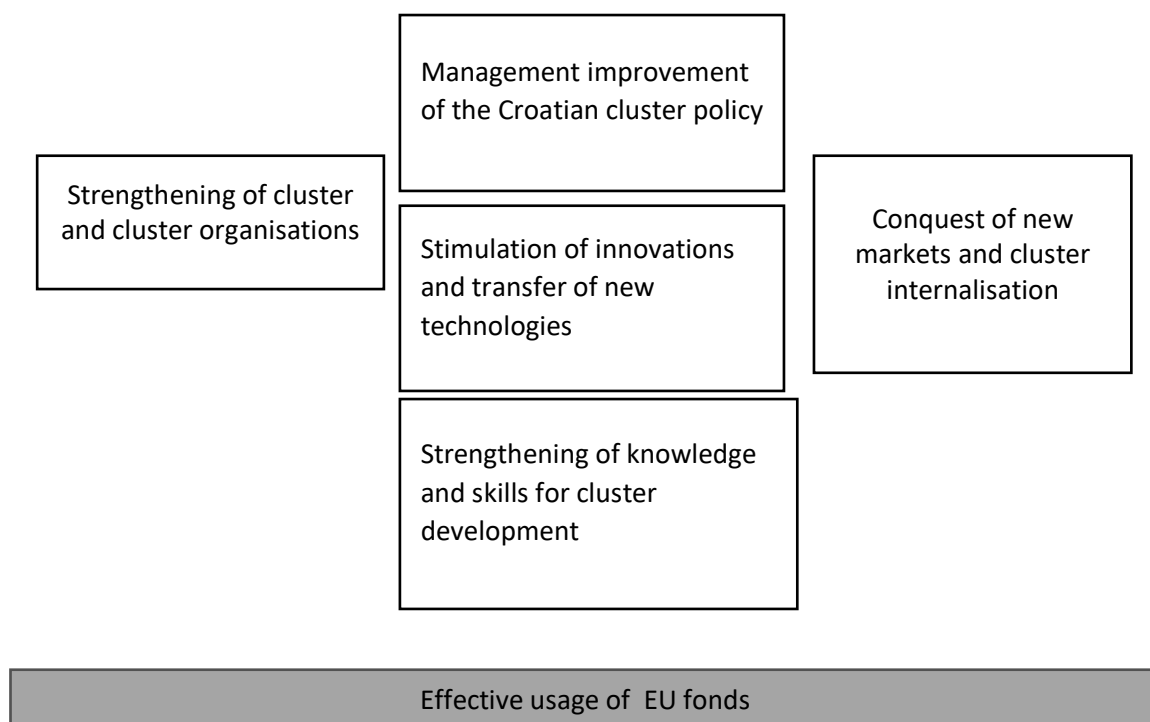 Management improvement
of the Croatian cluster policy
Strengthening of cluster
and cluster organisations
Conquest of new
markets and cluster
internalisation
Stimulation of innovations
and transfer of new
technologies
Strengthening of knowledge
and skills for cluster
development
Effective usage of EU fonds